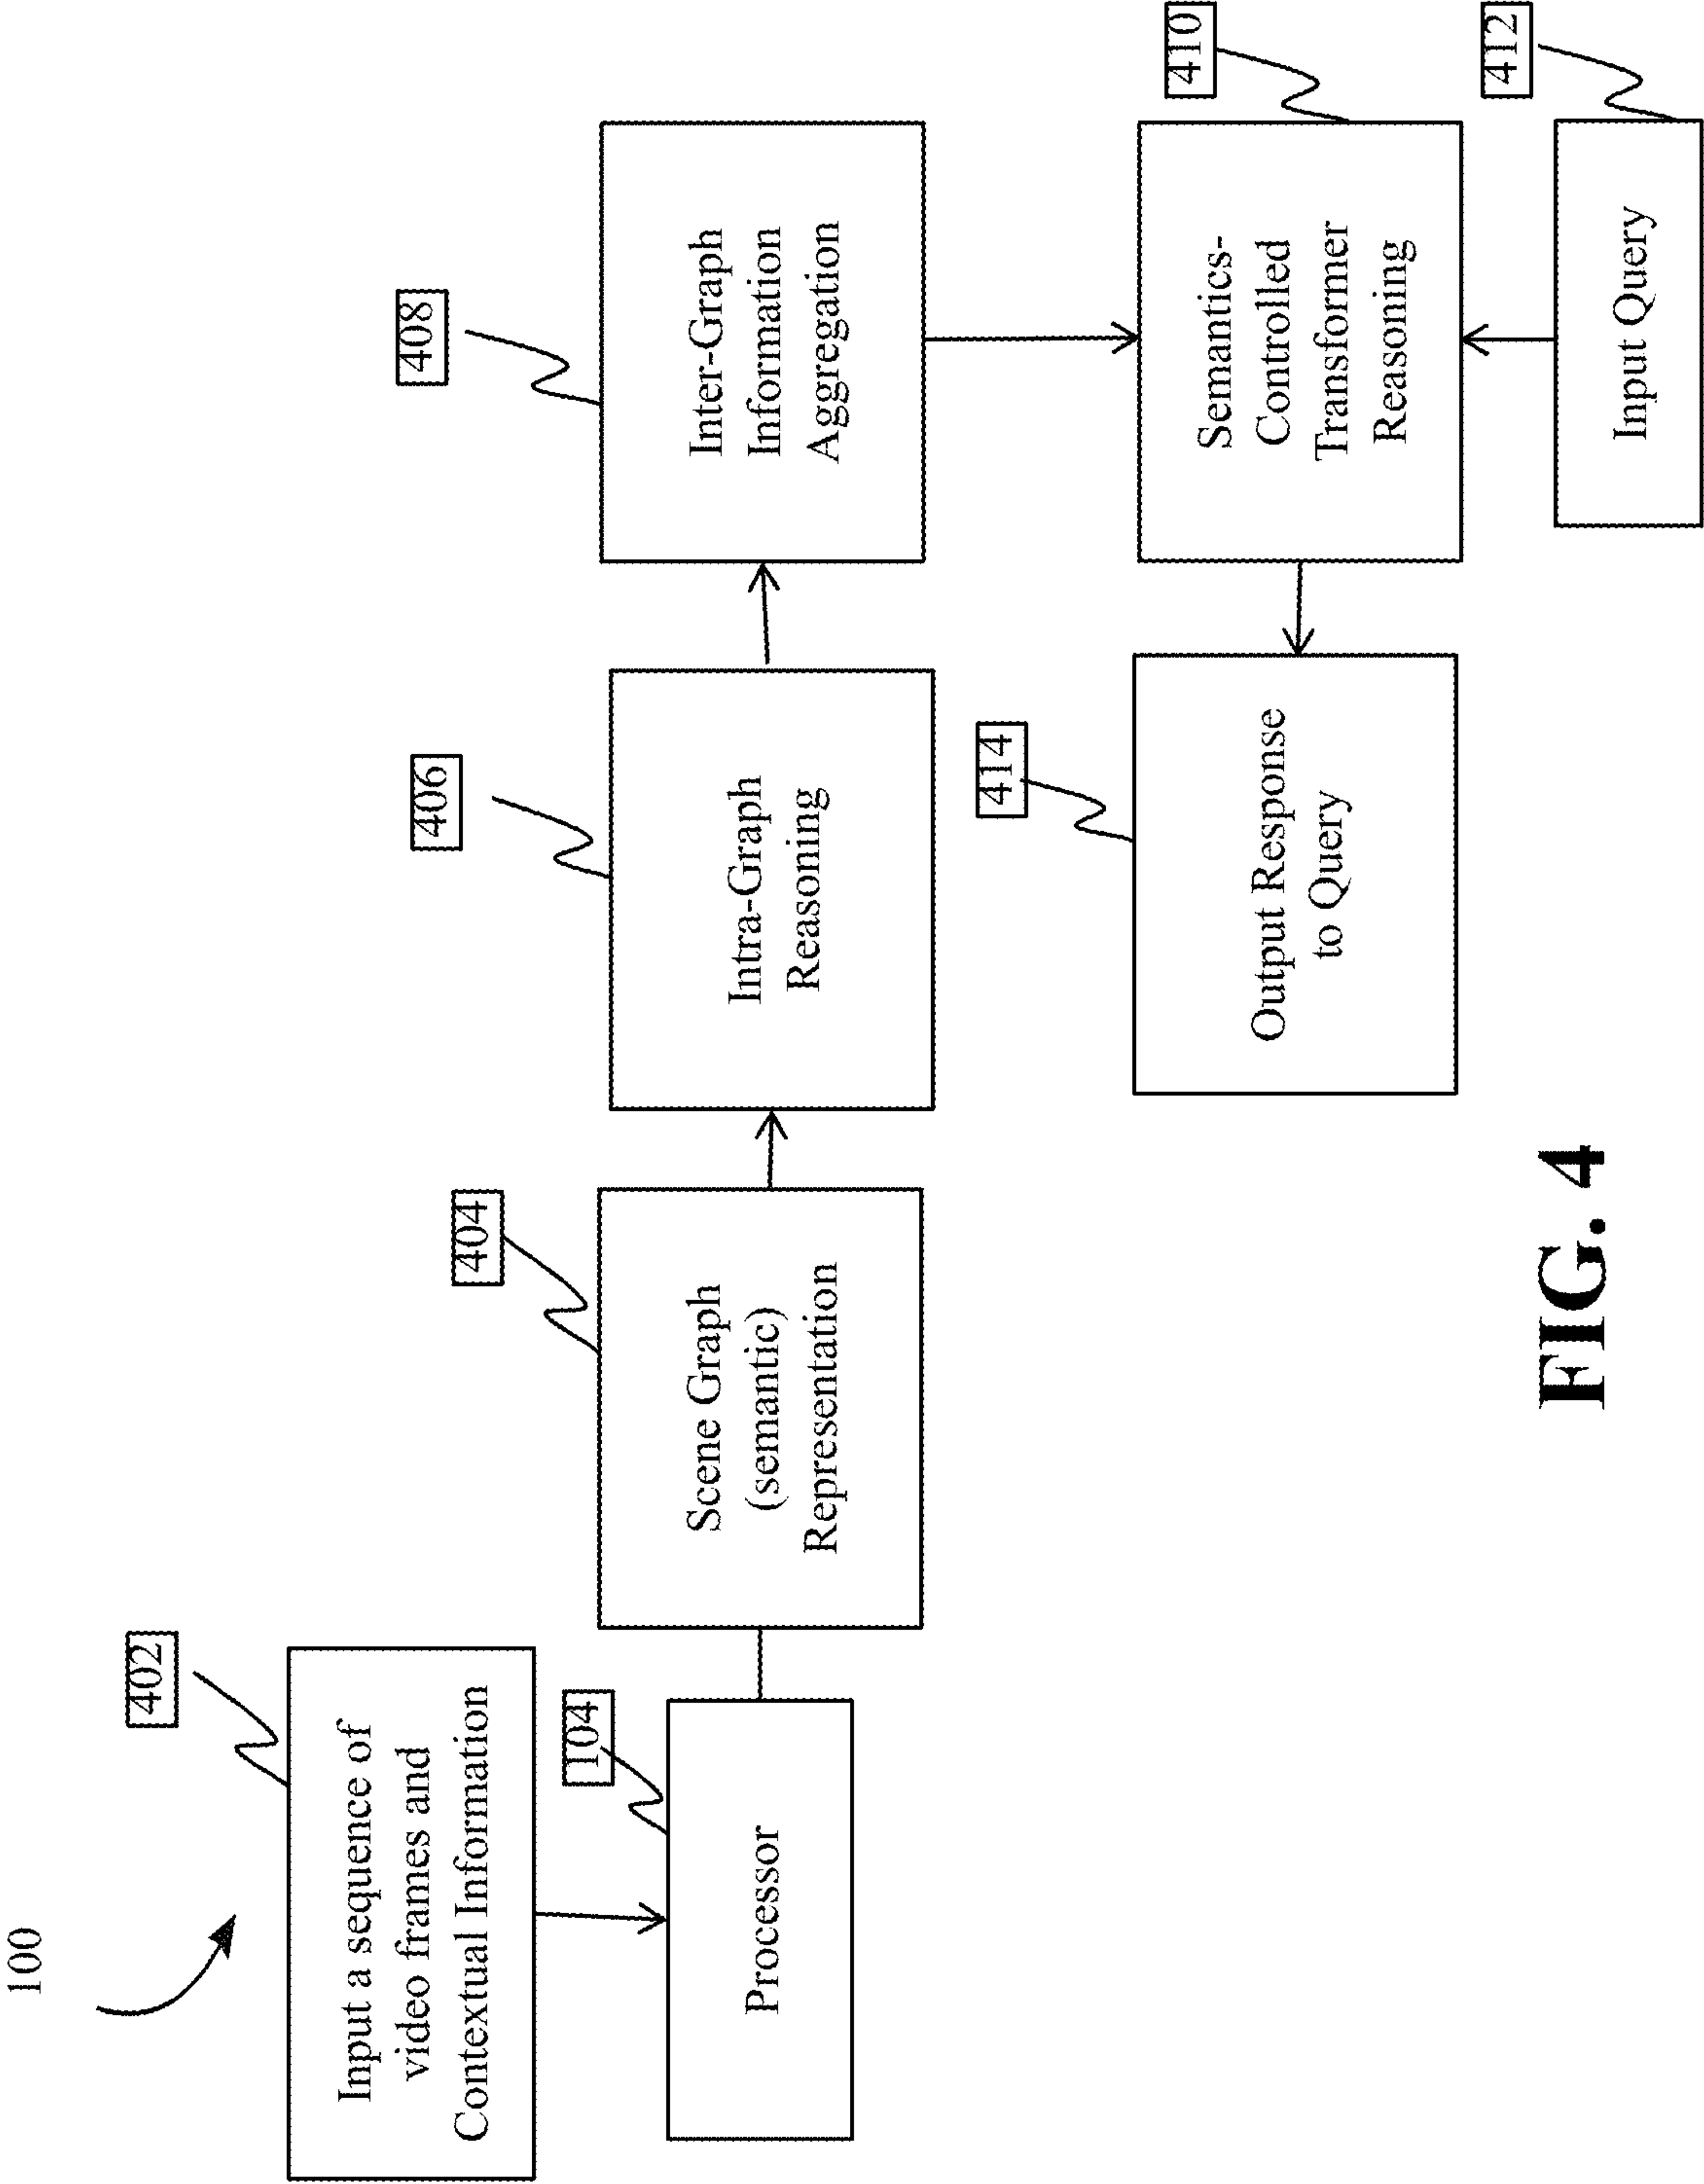 100
402
Input a sequence of
video frames and
Contextual Information
104
Processor
404
Scene Graph
(semantic)
Representation
406
Intra-Graph
Reasoning
408
Inter-Graph
Information
Aggregation
410
Semantics-
Controlled
Transformer
Reasoning
412
Input Query
414
Output Response
to Query
FIG. 4